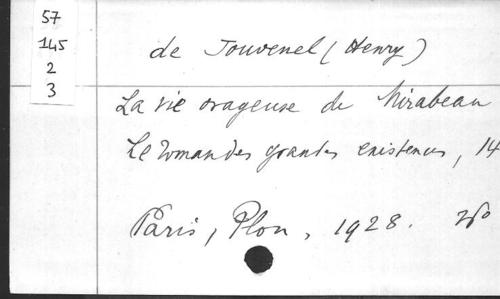 57
145
2
3
de Jouvenel (Henry)
La vie orageuse de Mirabeau
Le roman des grandes existences, 14
Paris, Plon, 1928.